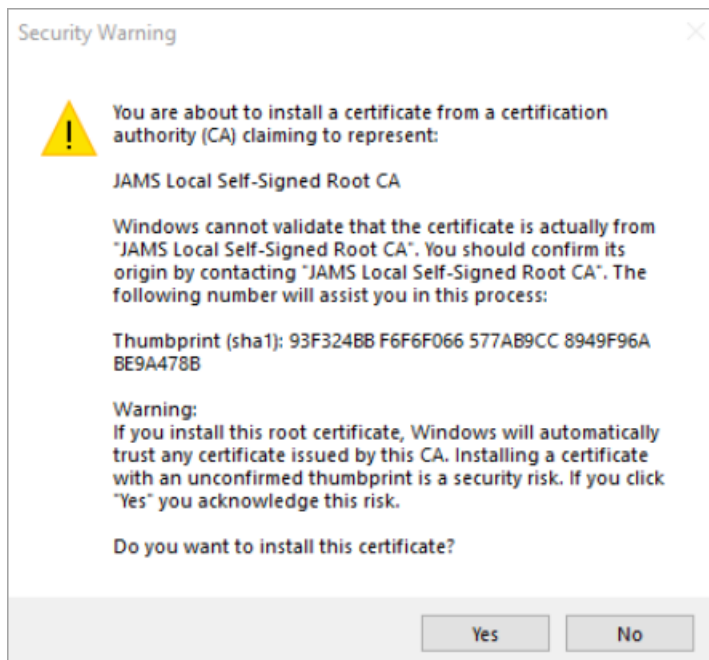 Security Warning
You are about to install a certificate from a certification
authority (CA) claiming to represent:
JAMS Local Self-Signed Root CA
Windows cannot validate that the certificate is actually from
"JAMS Local Self-Signed Root CA". You should confirm its
origin by contacting "JAMS Local Self-Signed Root CA". The
following number will assist you in this process:
Thumbprint (sha1): 93F324BB F6F6F066 577AB9CC 8949F96A
BE9A478B
Warning:
If you install this root certificate, Windows will automatically
trust any certificate issued by this CA. Installing a certificate
with an unconfirmed thumbprint is a security risk. If you click
"Yes" you acknowledge this risk.
Do you want to install this certificate?
Yes
No